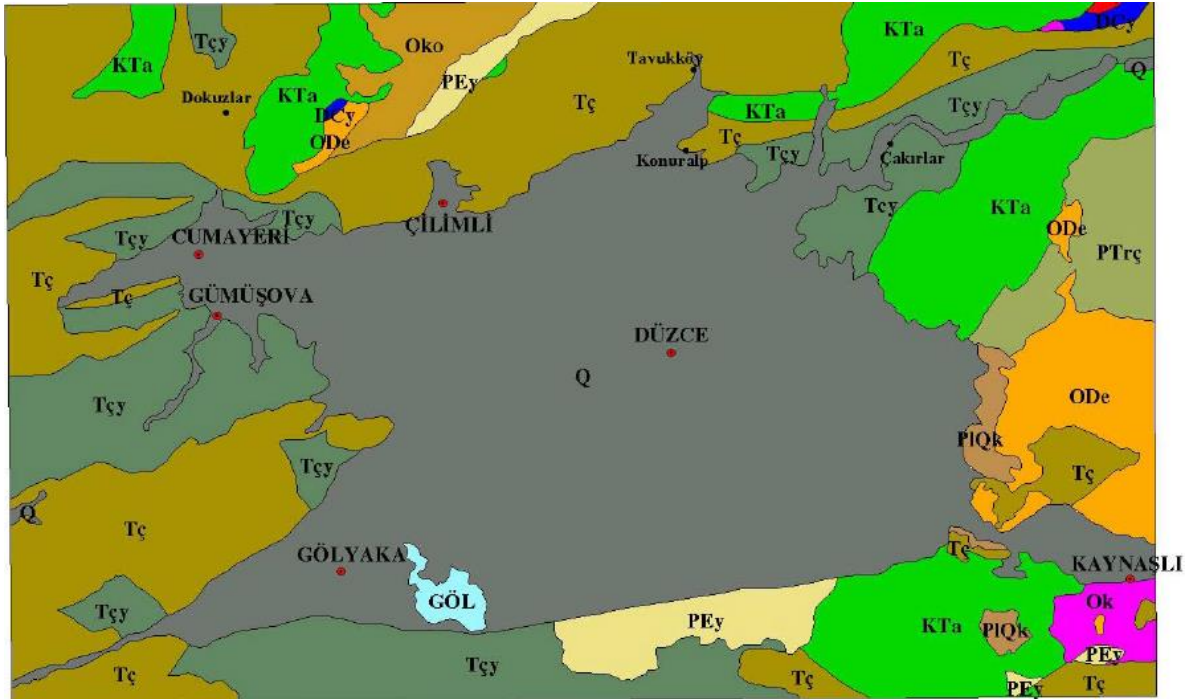 Tçy
Oko
KTa
DCy
KTa
PEy
Tavukköy
Tç
Q
Dokuzlar
KTa
Tç
Tçy
DCy
KTa
ODe
Tç
Konuralp
Tçy
Çakırlar
Tçy
KTa
Tçy
Tçy
ÇİLİMLİ
ODe
CUMAYERİ
PTrç
Tç
Tç
GÜMÜŞOVA
DÜZCE
Q
ODe
Tçy
PlQk
Tçy
Tç
Q
Tç
Tç
GÖLYAKA
KAYNAŞLI
GÖL
Ok
Tçy
PEy
KTa
PlQk
PEy
Tç
Tçy
Tç
PEy
Tç